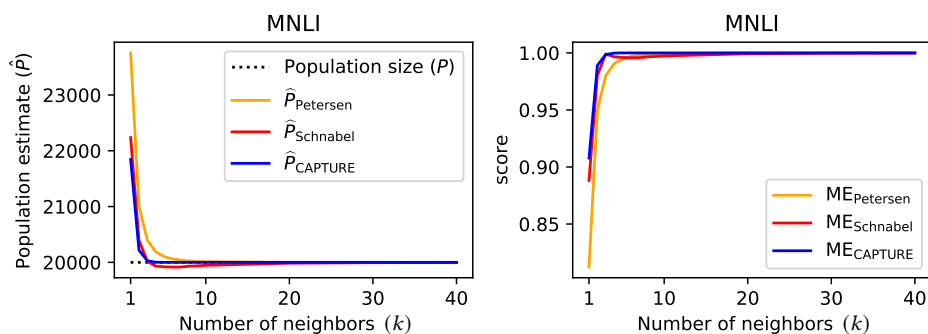 MNLI
Population estimate (P̂)
23000
22000
21000
20000
Population size (P)
P̂Petersen
P̂Schnabel
P̂CAPTURE
1 10 20 30 40
Number of neighbors (k)
MNLI
score
1.00
0.95
0.90
0.85
MEPetersen
MESchnabel
MECAPTURE
1 10 20 30 40
Number of neighbors (k)